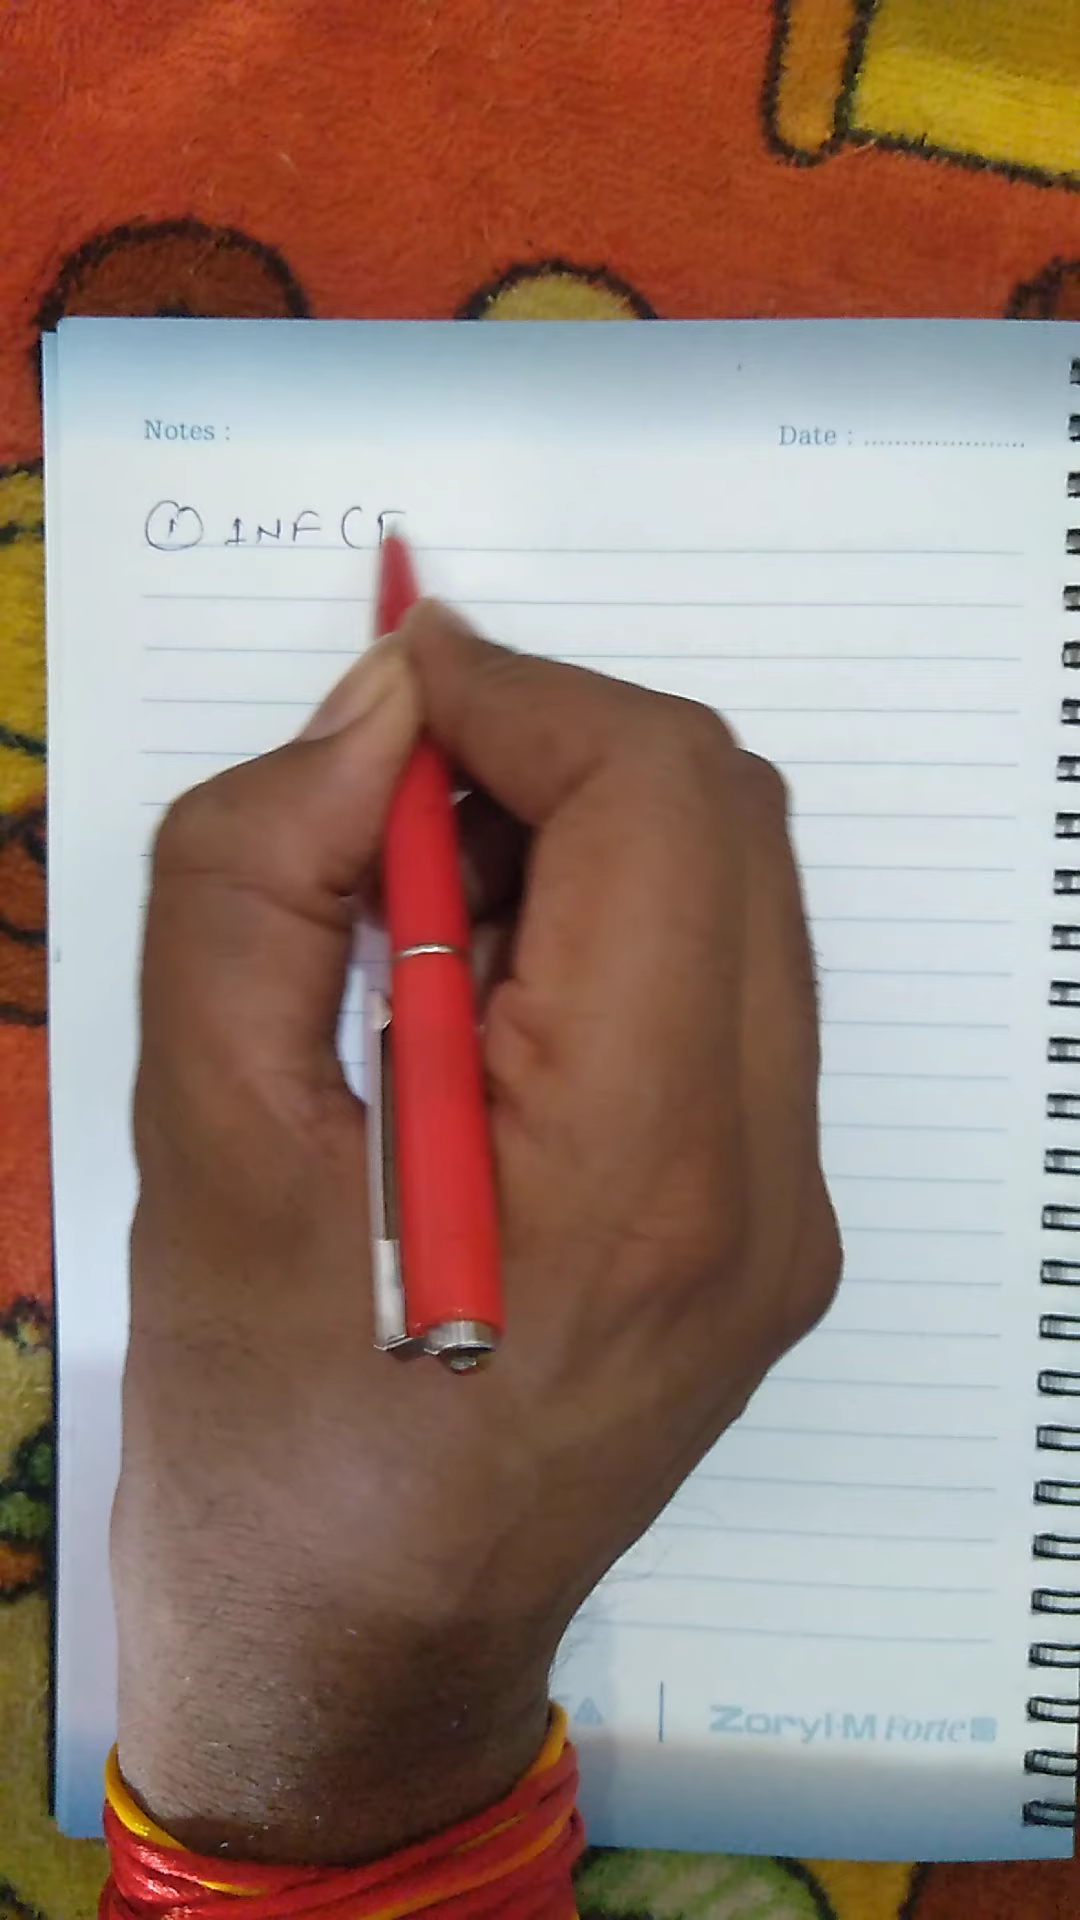 Notes :
Date : ......................
① INF (
Zoryl-M Forte